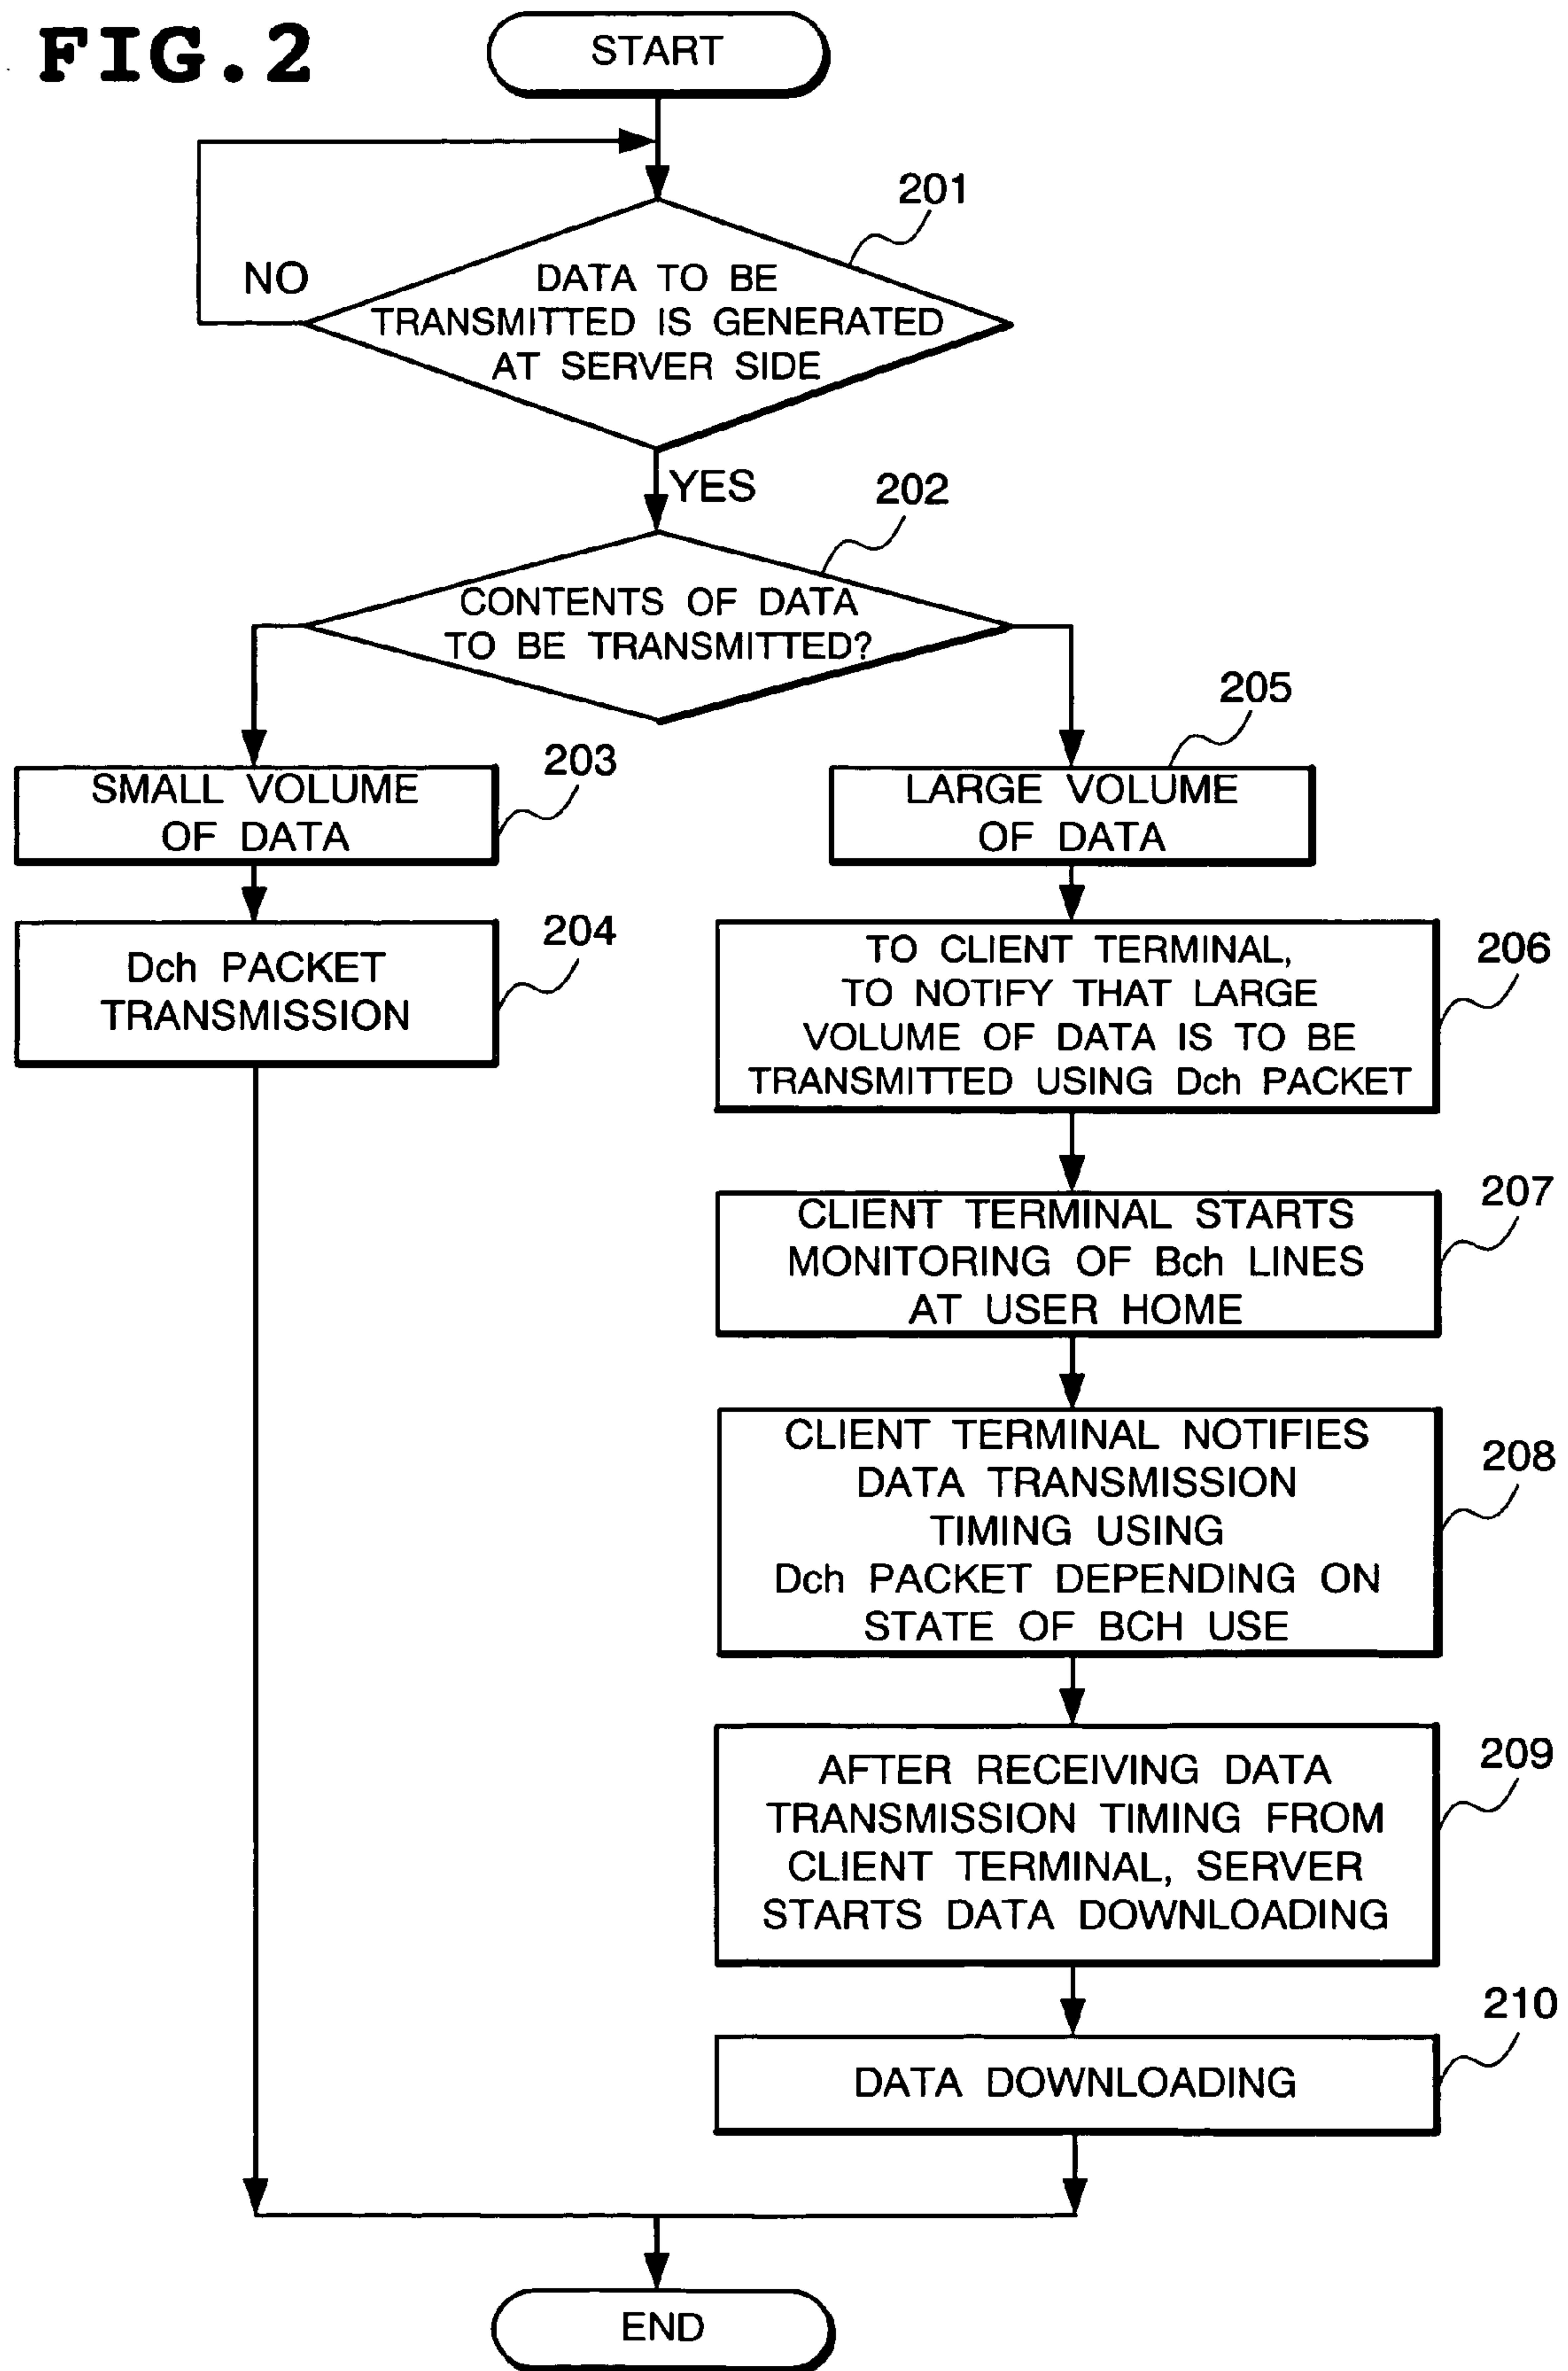 FIG.2
START
201
NO
DATA TO BE
TRANSMITTED IS GENERATED
AT SERVER SIDE
YES
202
CONTENTS OF DATA
TO BE TRANSMITTED?
203
SMALL VOLUME
OF DATA
204
Dch PACKET
TRANSMISSION
205
LARGE VOLUME
OF DATA
206
TO CLIENT TERMINAL,
TO NOTIFY THAT LARGE
VOLUME OF DATA IS TO BE
TRANSMITTED USING Dch PACKET
207
CLIENT TERMINAL STARTS
MONITORING OF Bch LINES
AT USER HOME
208
CLIENT TERMINAL NOTIFIES
DATA TRANSMISSION
TIMING USING
Dch PACKET DEPENDING ON
STATE OF BCH USE
209
AFTER RECEIVING DATA
TRANSMISSION TIMING FROM
CLIENT TERMINAL, SERVER
STARTS DATA DOWNLOADING
210
DATA DOWNLOADING
END